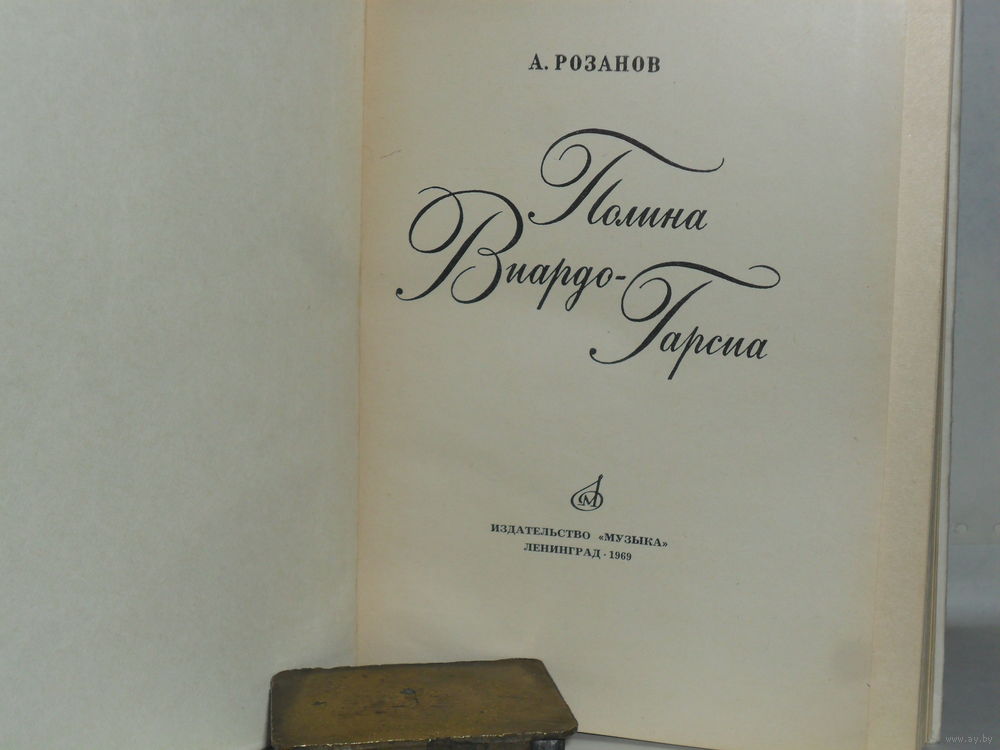 А. РОЗАНОВ
Полина
Виардо-
Гарсиа
М
ИЗДАТЕЛЬСТВО «МУЗЫКА»
ЛЕНИНГРАД · 1969
www.ay.by